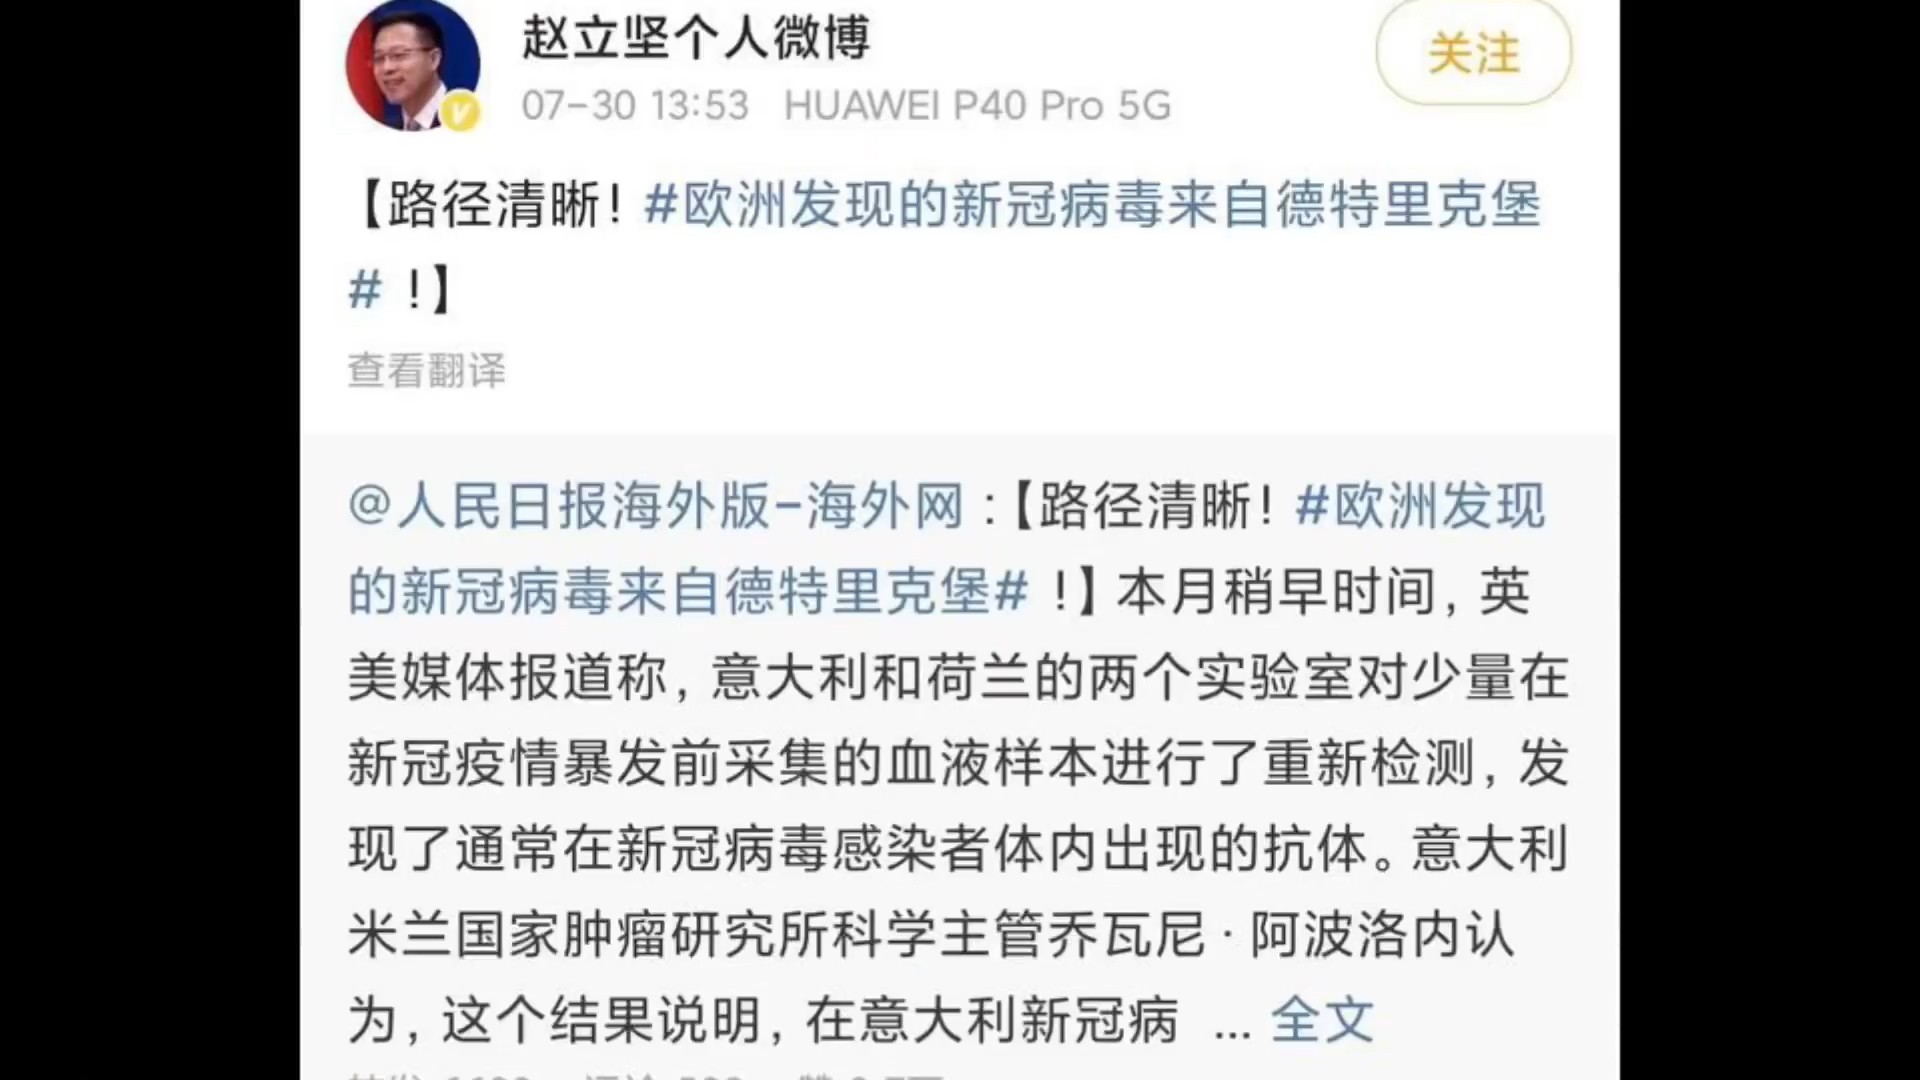 赵立坚个人微博
关注
07-30 13:53 HUAWEI P40 Pro 5G
【路径清晰！#欧洲发现的新冠病毒来自德特里克堡
#！】
查看翻译
@人民日报海外版-海外网：【路径清晰！#欧洲发现
的新冠病毒来自德特里克堡#！】本月稍早时间，英
美媒体报道称，意大利和荷兰的两个实验室对少量在
新冠疫情暴发前采集的血液样本进行了重新检测，发
现了通常在新冠病毒感染者体内出现的抗体。意大利
米兰国家肿瘤研究所科学主管乔瓦尼·阿波洛内认
为，这个结果说明，在意大利新冠病 ... 全文